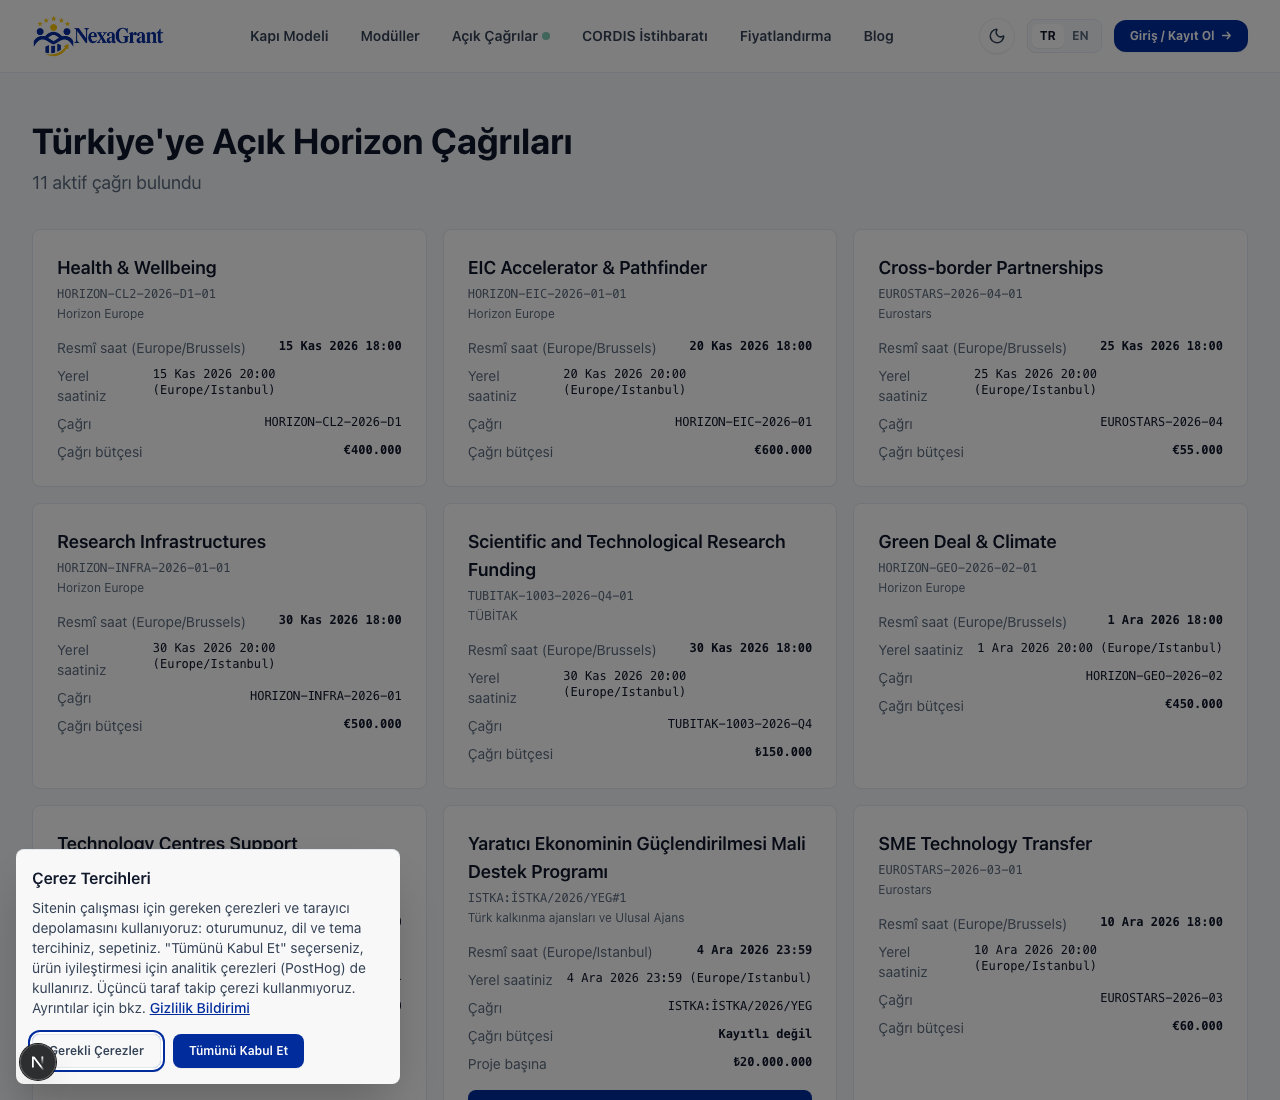 NexaGrant
Kapı Modeli
Modüller
Açık Çağrılar
CORDIS İstihbaratı
Fiyatlandırma
Blog
TR
EN
Giriş / Kayıt Ol →
Türkiye'ye Açık Horizon Çağrıları
11 aktif çağrı bulundu
Health & Wellbeing
HORIZON-CL2-2026-D1-01
Horizon Europe
Resmî saat (Europe/Brussels) 15 Kas 2026 18:00
Yerel saatiniz 15 Kas 2026 20:00 (Europe/Istanbul)
Çağrı HORIZON-CL2-2026-D1
Çağrı bütçesi €400.000
EIC Accelerator & Pathfinder
HORIZON-EIC-2026-01-01
Horizon Europe
Resmî saat (Europe/Brussels) 20 Kas 2026 18:00
Yerel saatiniz 20 Kas 2026 20:00 (Europe/Istanbul)
Çağrı HORIZON-EIC-2026-01
Çağrı bütçesi €600.000
Cross-border Partnerships
EUROSTARS-2026-04-01
Eurostars
Resmî saat (Europe/Brussels) 25 Kas 2026 18:00
Yerel saatiniz 25 Kas 2026 20:00 (Europe/Istanbul)
Çağrı EUROSTARS-2026-04
Çağrı bütçesi €55.000
Research Infrastructures
HORIZON-INFRA-2026-01-01
Horizon Europe
Resmî saat (Europe/Brussels) 30 Kas 2026 18:00
Yerel saatiniz 30 Kas 2026 20:00 (Europe/Istanbul)
Çağrı HORIZON-INFRA-2026-01
Çağrı bütçesi €500.000
Scientific and Technological Research
Funding
TUBITAK-1003-2026-Q4-01
TÜBİTAK
Resmî saat (Europe/Brussels) 30 Kas 2026 18:00
Yerel saatiniz 30 Kas 2026 20:00 (Europe/Istanbul)
Çağrı TUBITAK-1003-2026-Q4
Çağrı bütçesi ₺150.000
Green Deal & Climate
HORIZON-GEO-2026-02-01
Horizon Europe
Resmî saat (Europe/Brussels) 1 Ara 2026 18:00
Yerel saatiniz 1 Ara 2026 20:00 (Europe/Istanbul)
Çağrı HORIZON-GEO-2026-02
Çağrı bütçesi €450.000
Technology Centres Support
Yaratıcı Ekonominin Güçlendirilmesi Mali
Destek Programı
ISTKA:İSTKA/2026/YEG#1
Türk kalkınma ajansları ve Ulusal Ajans
Resmî saat (Europe/Istanbul) 4 Ara 2026 23:59
Yerel saatiniz 4 Ara 2026 23:59 (Europe/Istanbul)
Çağrı ISTKA:İSTKA/2026/YEG
Çağrı bütçesi Kayıtlı değil
Proje başına ₺20.000.000
SME Technology Transfer
EUROSTARS-2026-03-01
Eurostars
Resmî saat (Europe/Brussels) 10 Ara 2026 18:00
Yerel saatiniz 10 Ara 2026 20:00 (Europe/Istanbul)
Çağrı EUROSTARS-2026-03
Çağrı bütçesi €60.000
Çerez Tercihleri
Sitenin çalışması için gereken çerezleri ve tarayıcı
depolamasını kullanıyoruz: oturumunuz, dil ve tema
tercihiniz, sepetiniz. "Tümünü Kabul Et" seçerseniz,
ürün iyileştirmesi için analitik çerezleri (PostHog) de
kullanırız. Üçüncü taraf takip çerezi kullanmıyoruz.
Ayrıntılar için bkz. Gizlilik Bildirimi
Gerekli Çerezler
Tümünü Kabul Et
N